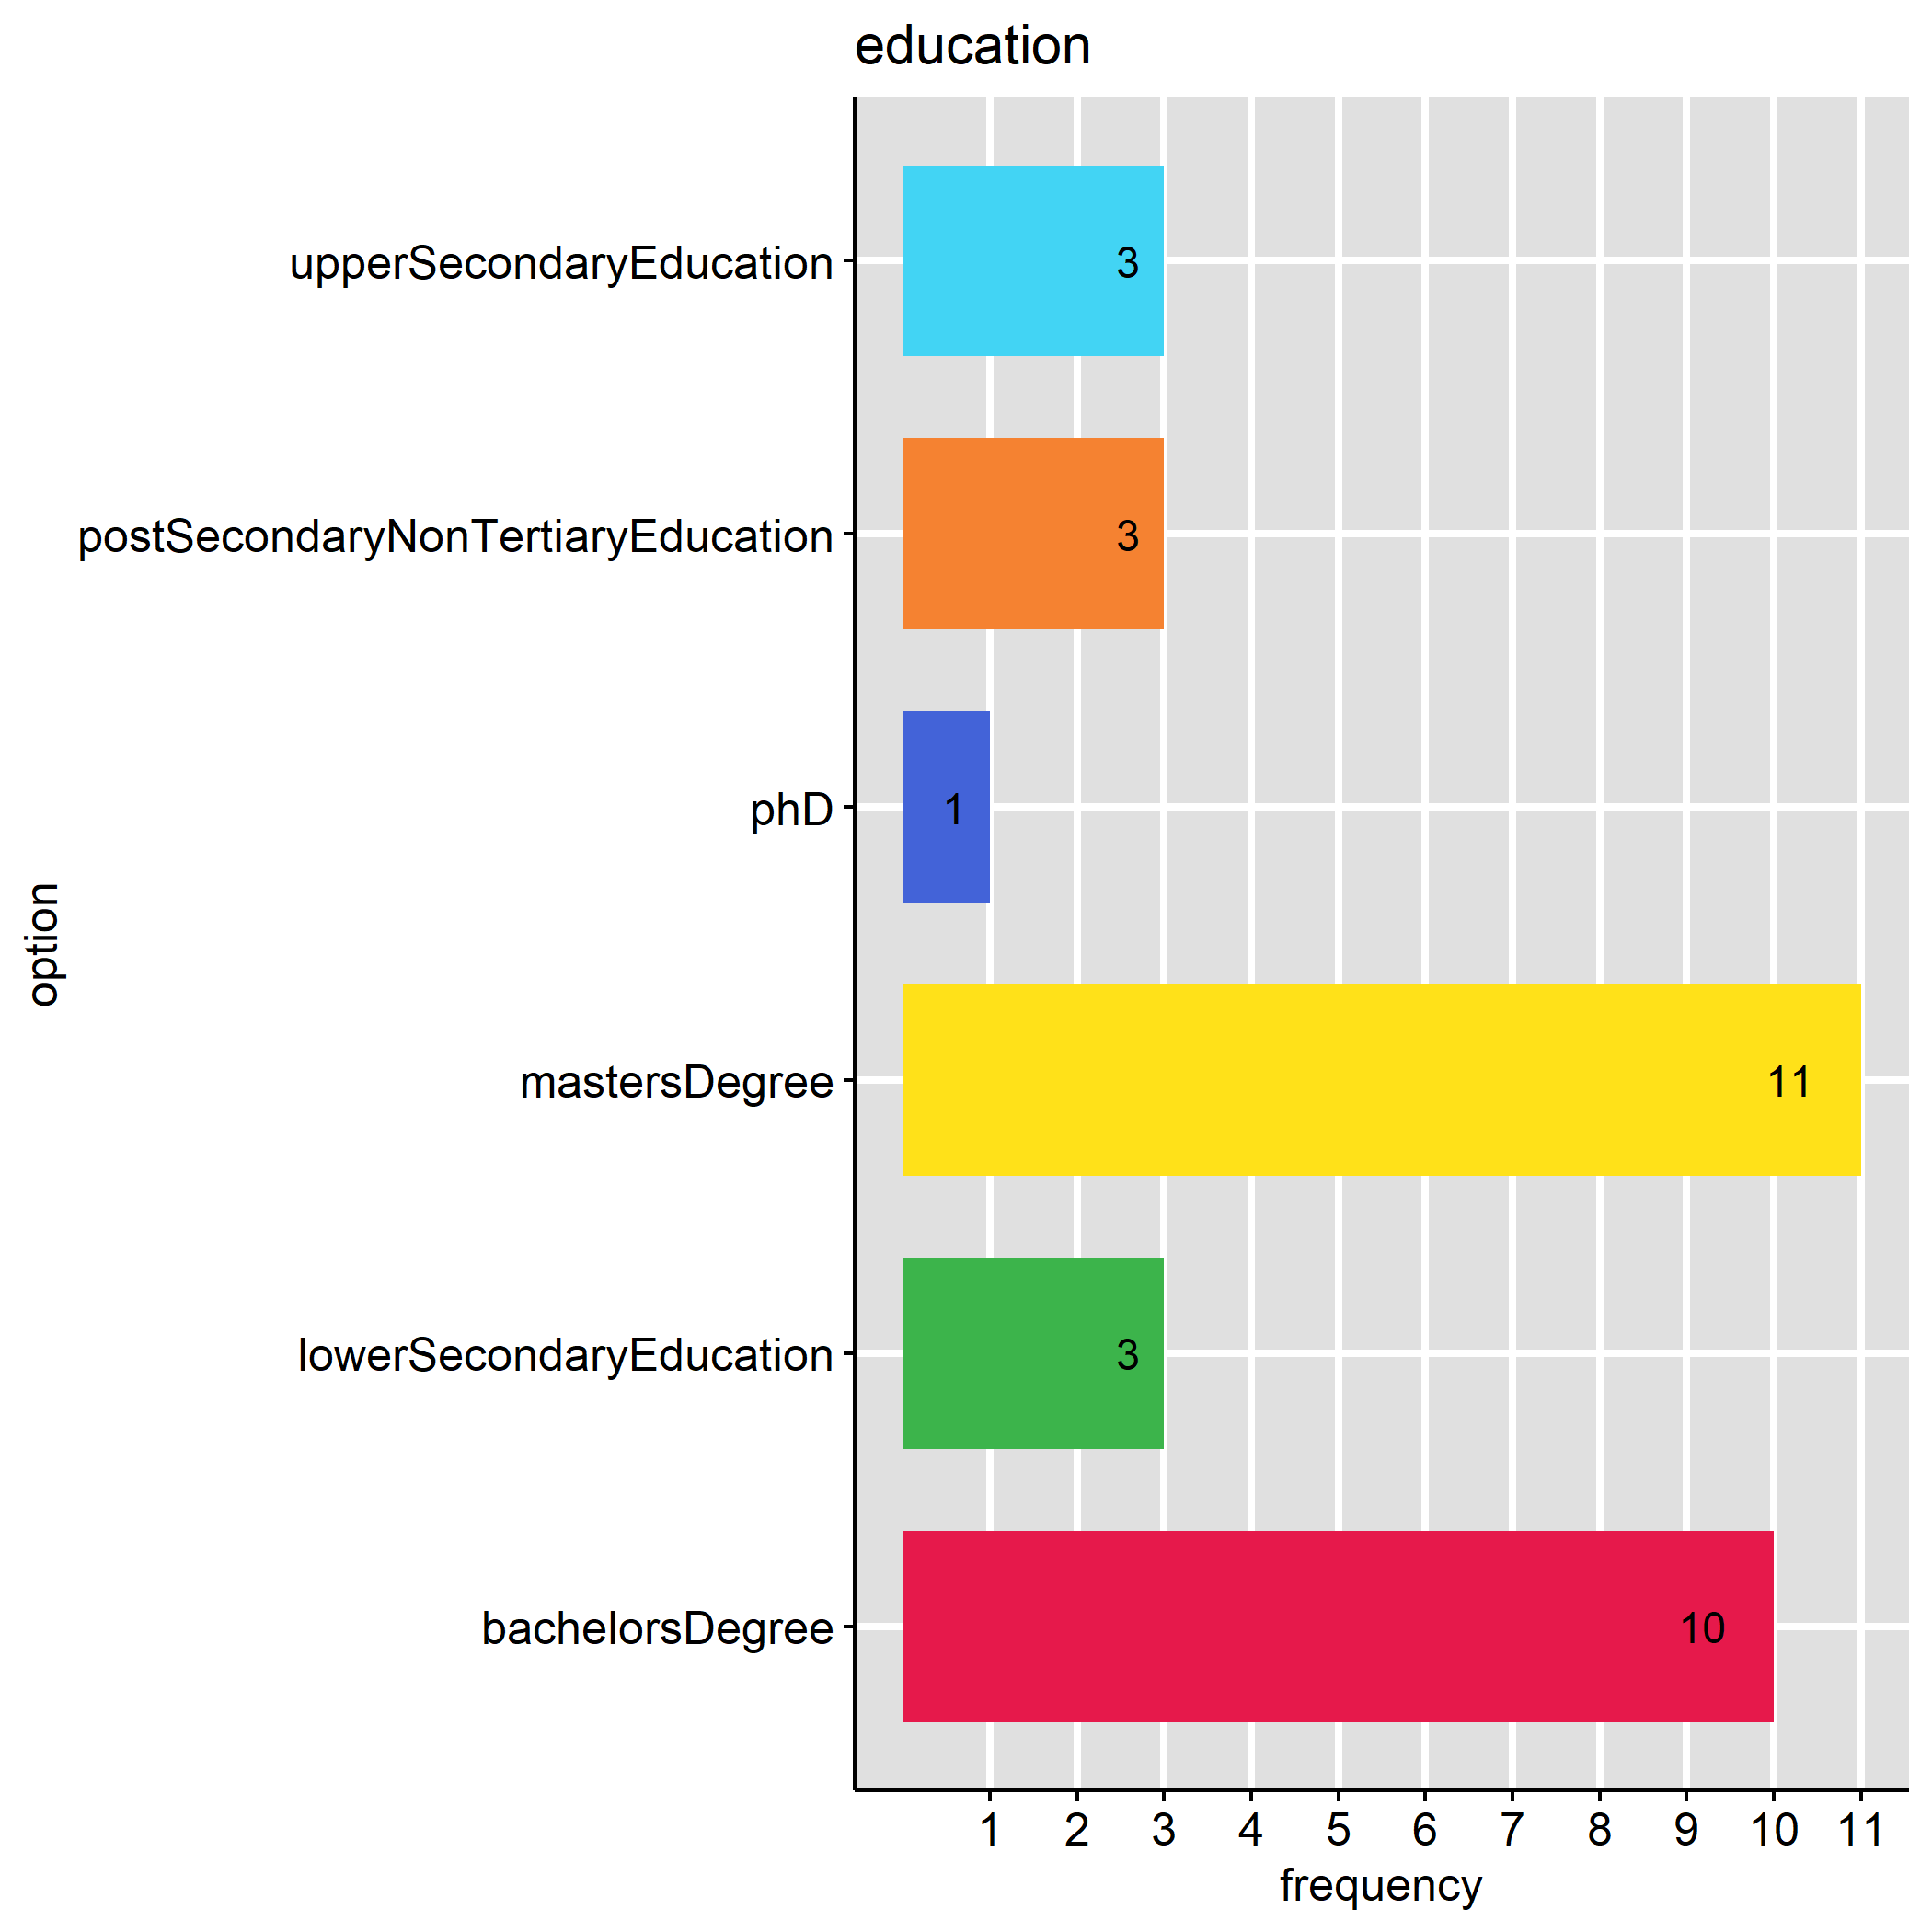 education
option
upperSecondaryEducation
3
postSecondaryNonTertiaryEducation
3
phD
1
mastersDegree
11
lowerSecondaryEducation
3
bachelorsDegree
10
1 2 3 4 5 6 7 8 9 10 11
frequency